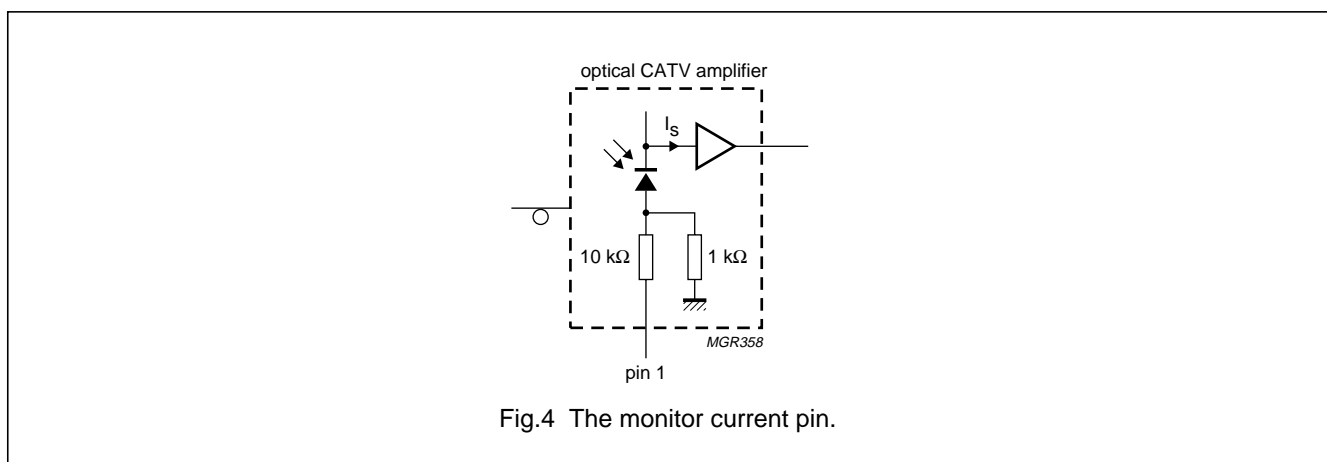 optical CATV amplifier
IS
10 kΩ
1 kΩ
MGR358
pin 1
Fig.4 The monitor current pin.